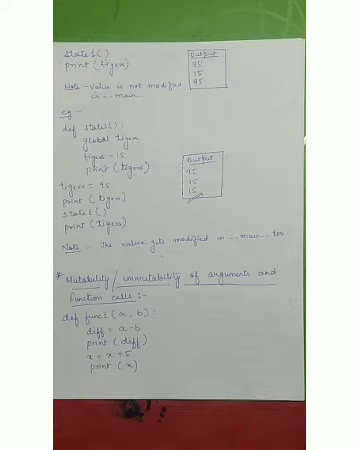 state1()
print (tigers)
Output
95
15
95
Note :- Value is not modified
in __main__
eg :-
def state1() :
global tigers
tigers = 15
print (tigers)
Output
95
15
15
tigers = 95
print (tigers)
state1()
print (tigers)
Note :- The value gets modified in __main__ too.
* Mutability / immutability of arguments and
function calls :-
def func1 (a, b) :
diff = a-b
print (diff)
x = x+5
print (x)